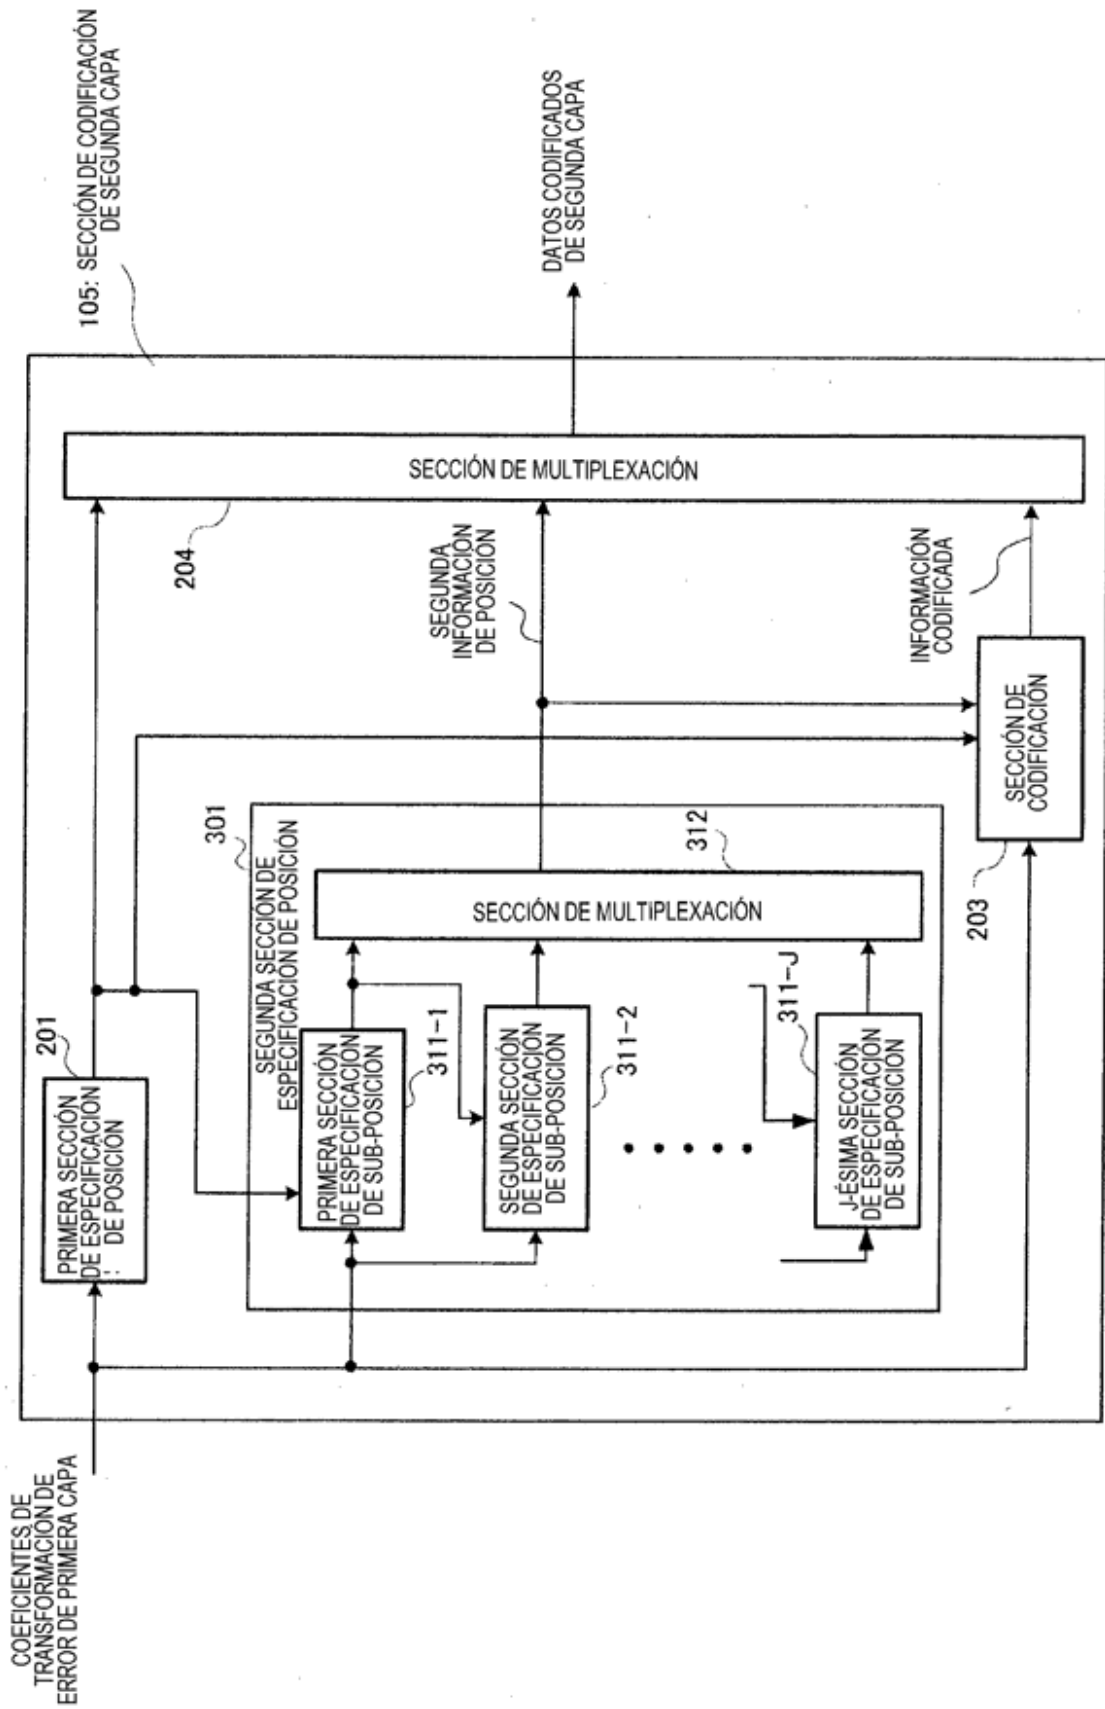 105: SECCIÓN DE CODIFICACIÓN
DE SEGUNDA CAPA
COEFICIENTES DE
TRANSFORMACIÓN DE
ERROR DE PRIMERA CAPA
201
PRIMERA SECCIÓN
DE ESPECIFICACIÓN
DE POSICIÓN
301
SEGUNDA SECCIÓN DE
ESPECIFICACIÓN DE POSICIÓN
PRIMERA SECCIÓN
DE ESPECIFICACIÓN
DE SUB-POSICIÓN
311-1
SEGUNDA SECCIÓN
DE ESPECIFICACIÓN
DE SUB-POSICIÓN
311-2
J-ÉSIMA SECCIÓN
DE ESPECIFICACIÓN
DE SUB-POSICIÓN
311-J
SECCIÓN DE MULTIPLEXACIÓN
312
SEGUNDA
INFORMACIÓN
DE POSICIÓN
SECCIÓN DE
CODIFICACIÓN
203
INFORMACIÓN
CODIFICADA
SECCIÓN DE MULTIPLEXACIÓN
204
DATOS CODIFICADOS
DE SEGUNDA CAPA